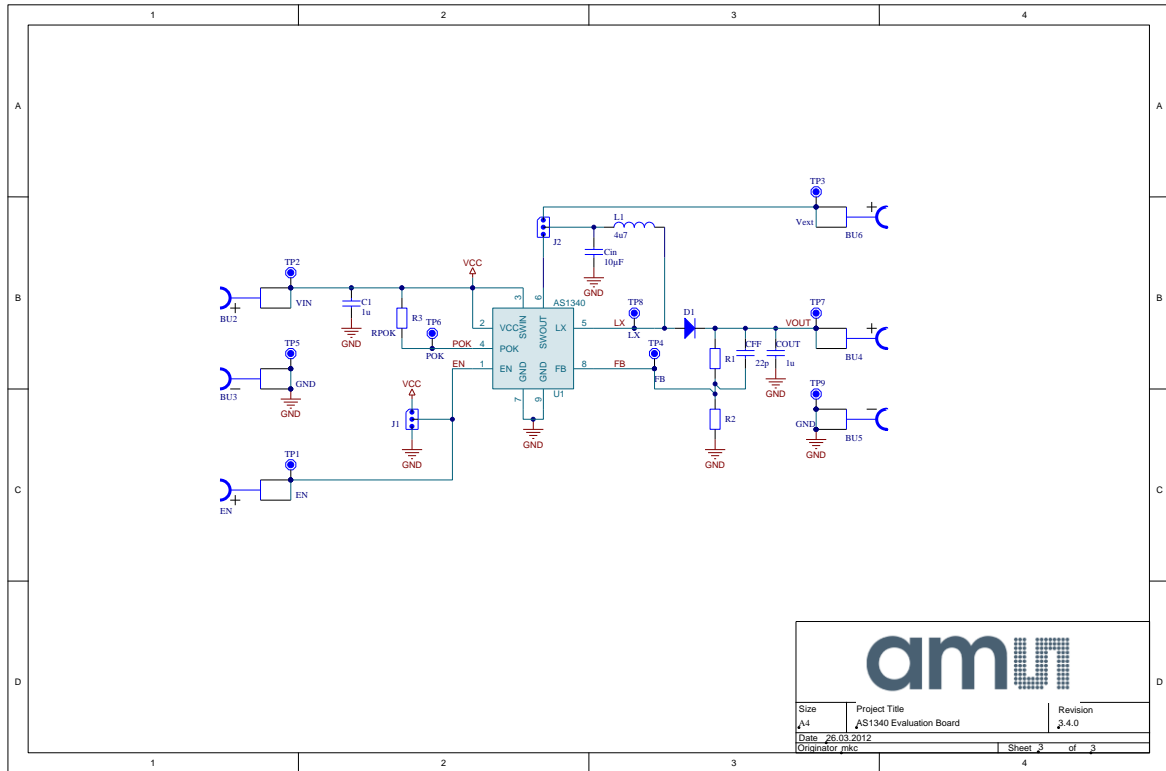 1 2 3 4
A A
TP3
L1
Vext
BU6
J2
4u7
Cin
10µF
VCC
GND
TP2
B B
VIN
C1
1u
BU2
3 6
AS1340
R3
TP6
RPOK
POK
GND
2 VCC SWIN SWOUT LX 5 LX
POK 4 POK
EN 1 EN GND GND FB 8 FB
7 9
U1
TP8
LX
D1
TP7
VOUT
BU4
TP4
FB
R1
CFF
22p
COUT
1u
GND
TP5
GND
BU3
GND
VCC
J1
GND
GND
R2
GND
TP9
GND
BU5
GND
TP1
EN
EN
C C
D D
amu
Size
A4
Project Title
AS1340 Evaluation Board
Revision
3.4.0
Date 26.03.2012
Originator mkc
Sheet 3 of 3
1 2 3 4